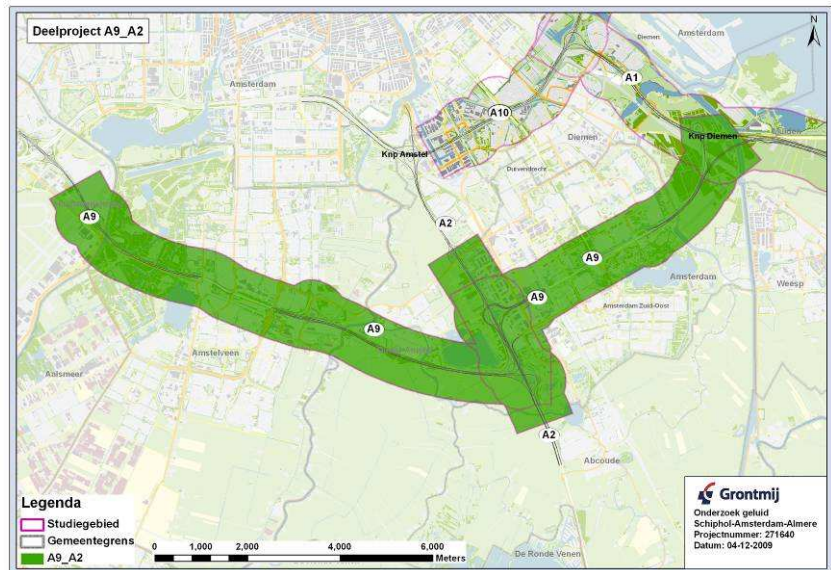 Deelproject A9_A2
N
Diemen
Amsterdam
A1
Amsterdam
A10
Knp Amstel
Diemen
Knp Diemen
Muiden
Duivendrecht
A9
A2
A9
A9
Amsterdam
Weesp
Amsterdam Zuid-Oost
A9
Amstelveen
Aalsmeer
A2
Abcoude
De Ronde Venen
Legenda
Studiegebied
Gemeentegrens
A9_A2
0 1,000 2,000 4,000 6,000
Meters
Grontmij
Onderzoek geluid
Schiphol-Amsterdam-Almere
Projectnummer: 271640
Datum: 04-12-2009